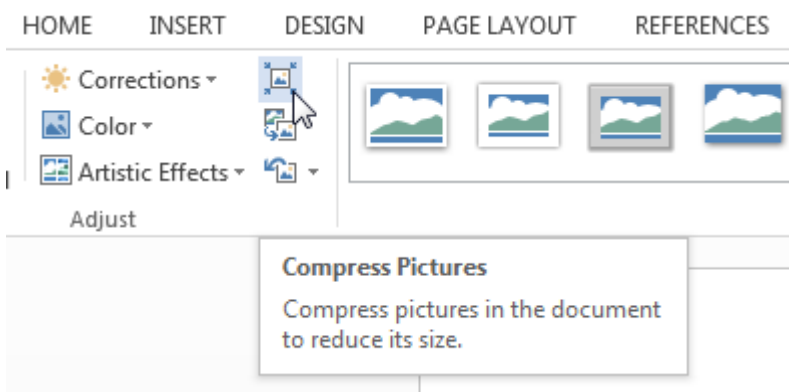 HOME INSERT DESIGN PAGE LAYOUT REFERENCES
Corrections
Color
Artistic Effects
Adjust
Compress Pictures
Compress pictures in the document
to reduce its size.